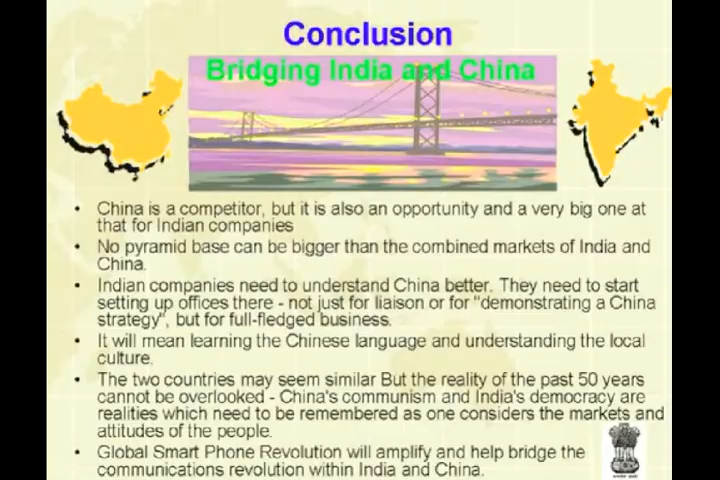 Conclusion
Bridging India and China
• China is a competitor, but it is also an opportunity and a very big one at
that for Indian companies
• No pyramid base can be bigger than the combined markets of India and
China.
• Indian companies need to understand China better. They need to start
setting up offices there - not just for liaison or for "demonstrating a China
strategy", but for full-fledged business.
• It will mean learning the Chinese language and understanding the local
culture.
• The two countries may seem similar But the reality of the past 50 years
cannot be overlooked - China's communism and India's democracy are
realities which need to be remembered as one considers the markets and
attitudes of the people.
• Global Smart Phone Revolution will amplify and help bridge the
communications revolution within India and China.